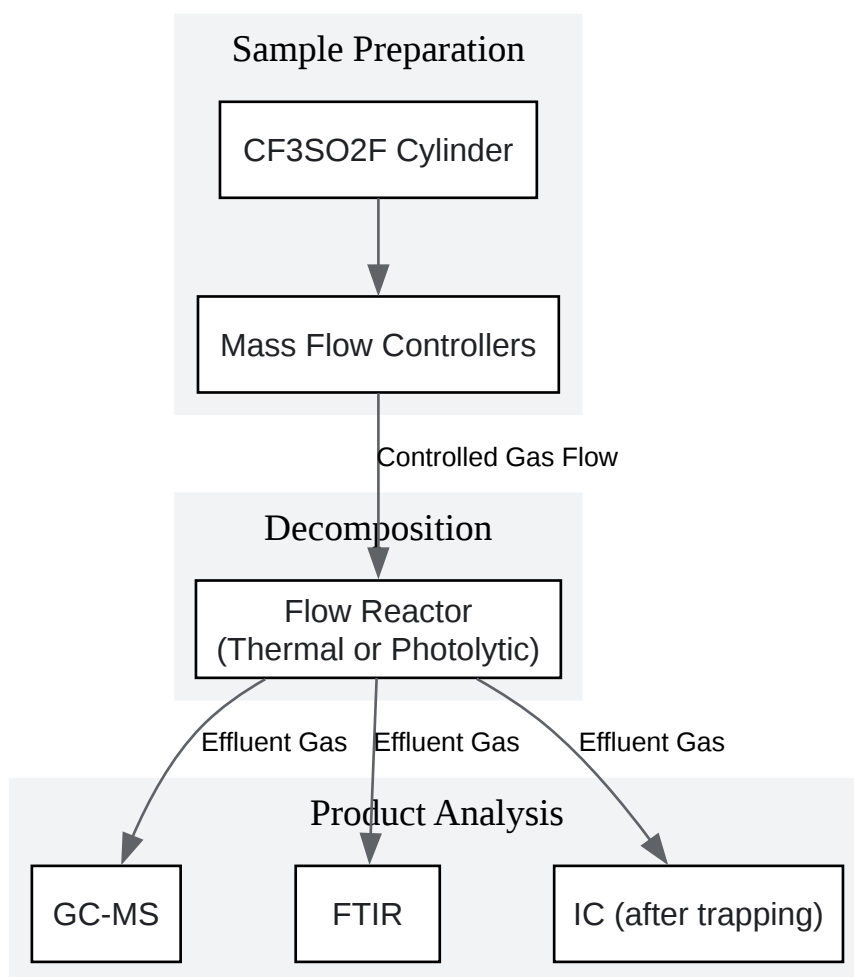 Sample Preparation
CF3SO2F Cylinder
Mass Flow Controllers
Controlled Gas Flow
Decomposition
Flow Reactor
(Thermal or Photolytic)
Effluent Gas
Effluent Gas
Effluent Gas
Product Analysis
GC-MS
FTIR
IC (after trapping)